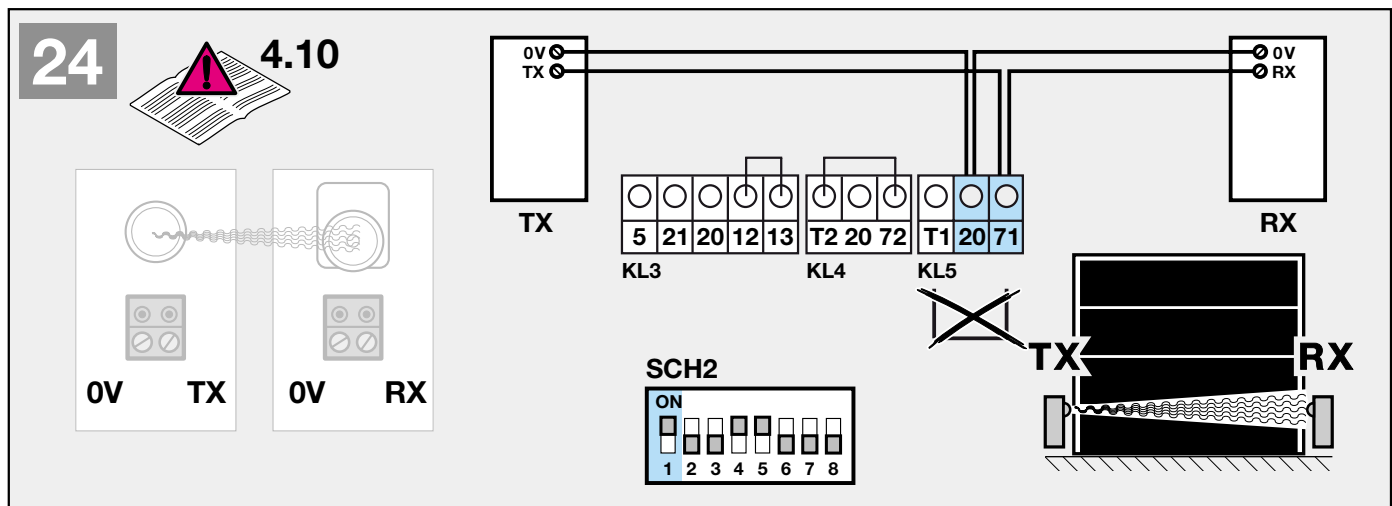 24
4.10
0V
TX
TX
0V
RX
RX
5 21 20 12 13
KL3
T2 20 72
KL4
T1 20 71
KL5
0V TX
0V RX
SCH2
ON
1 2 3 4 5 6 7 8
TX RX